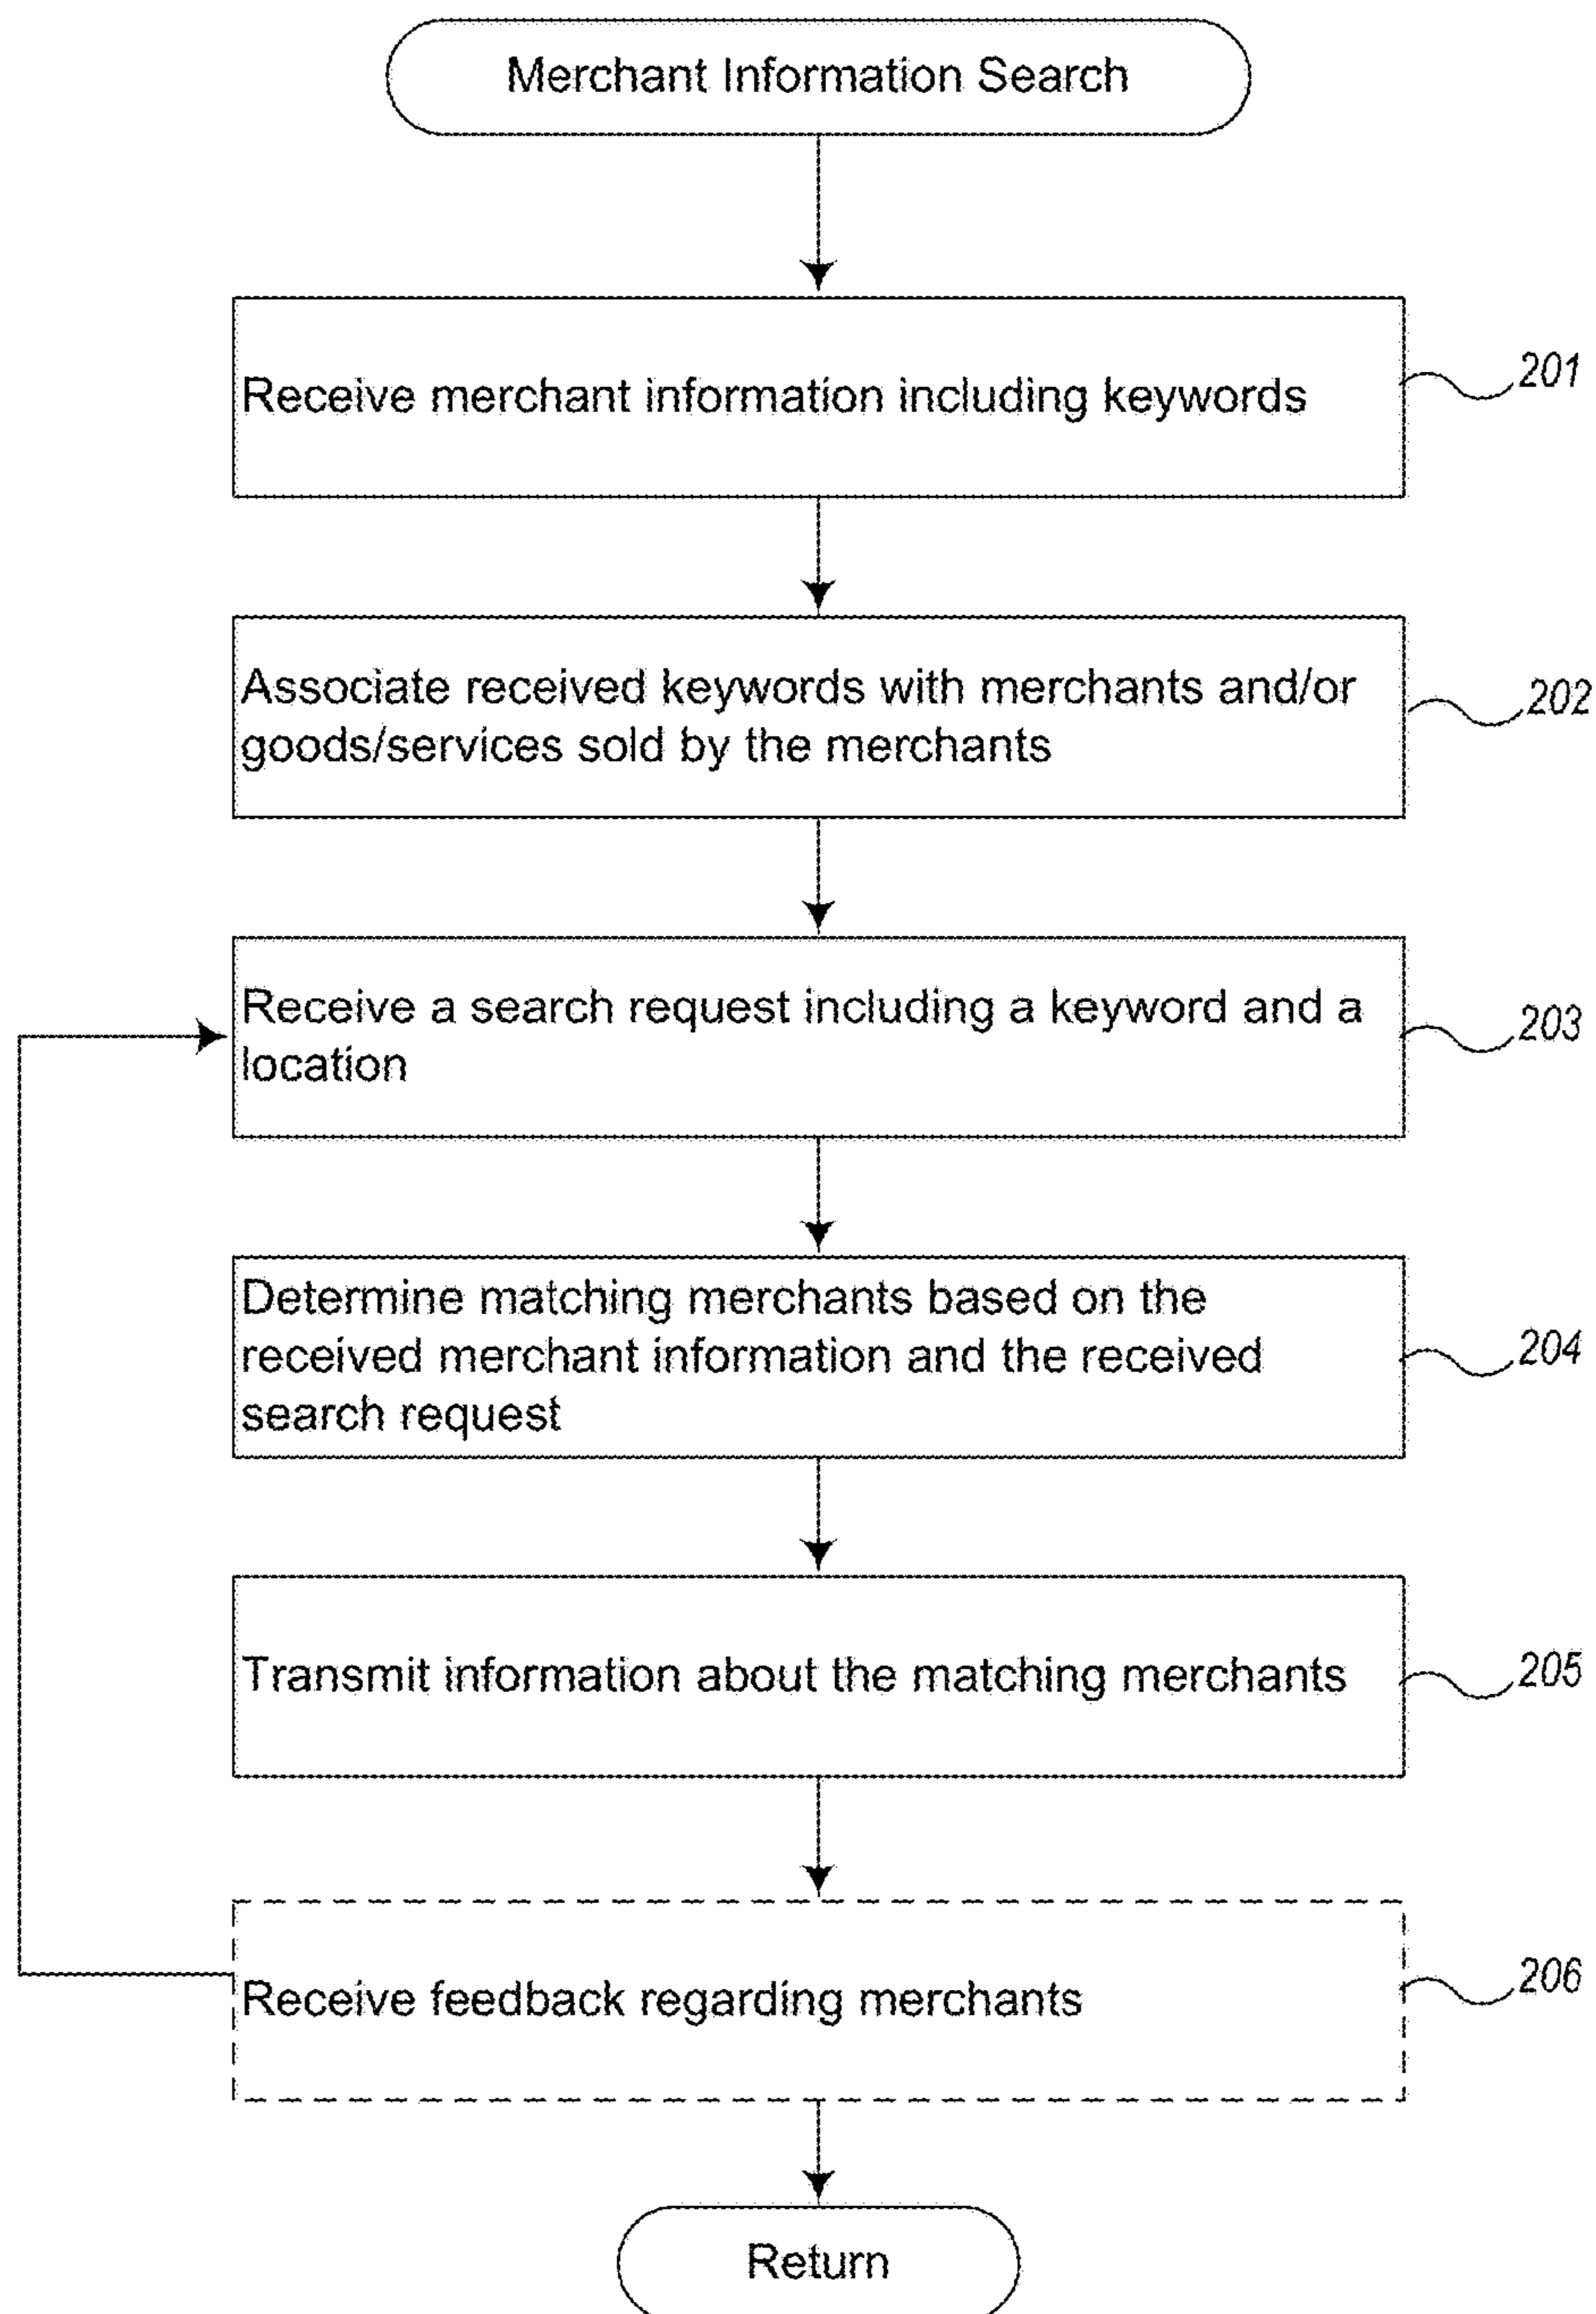 Merchant Information Search
Receive merchant information including keywords
201
Associate received keywords with merchants and/or
goods/services sold by the merchants
202
Receive a search request including a keyword and a
location
203
Determine matching merchants based on the
received merchant information and the received
search request
204
Transmit information about the matching merchants
205
Receive feedback regarding merchants
206
Return